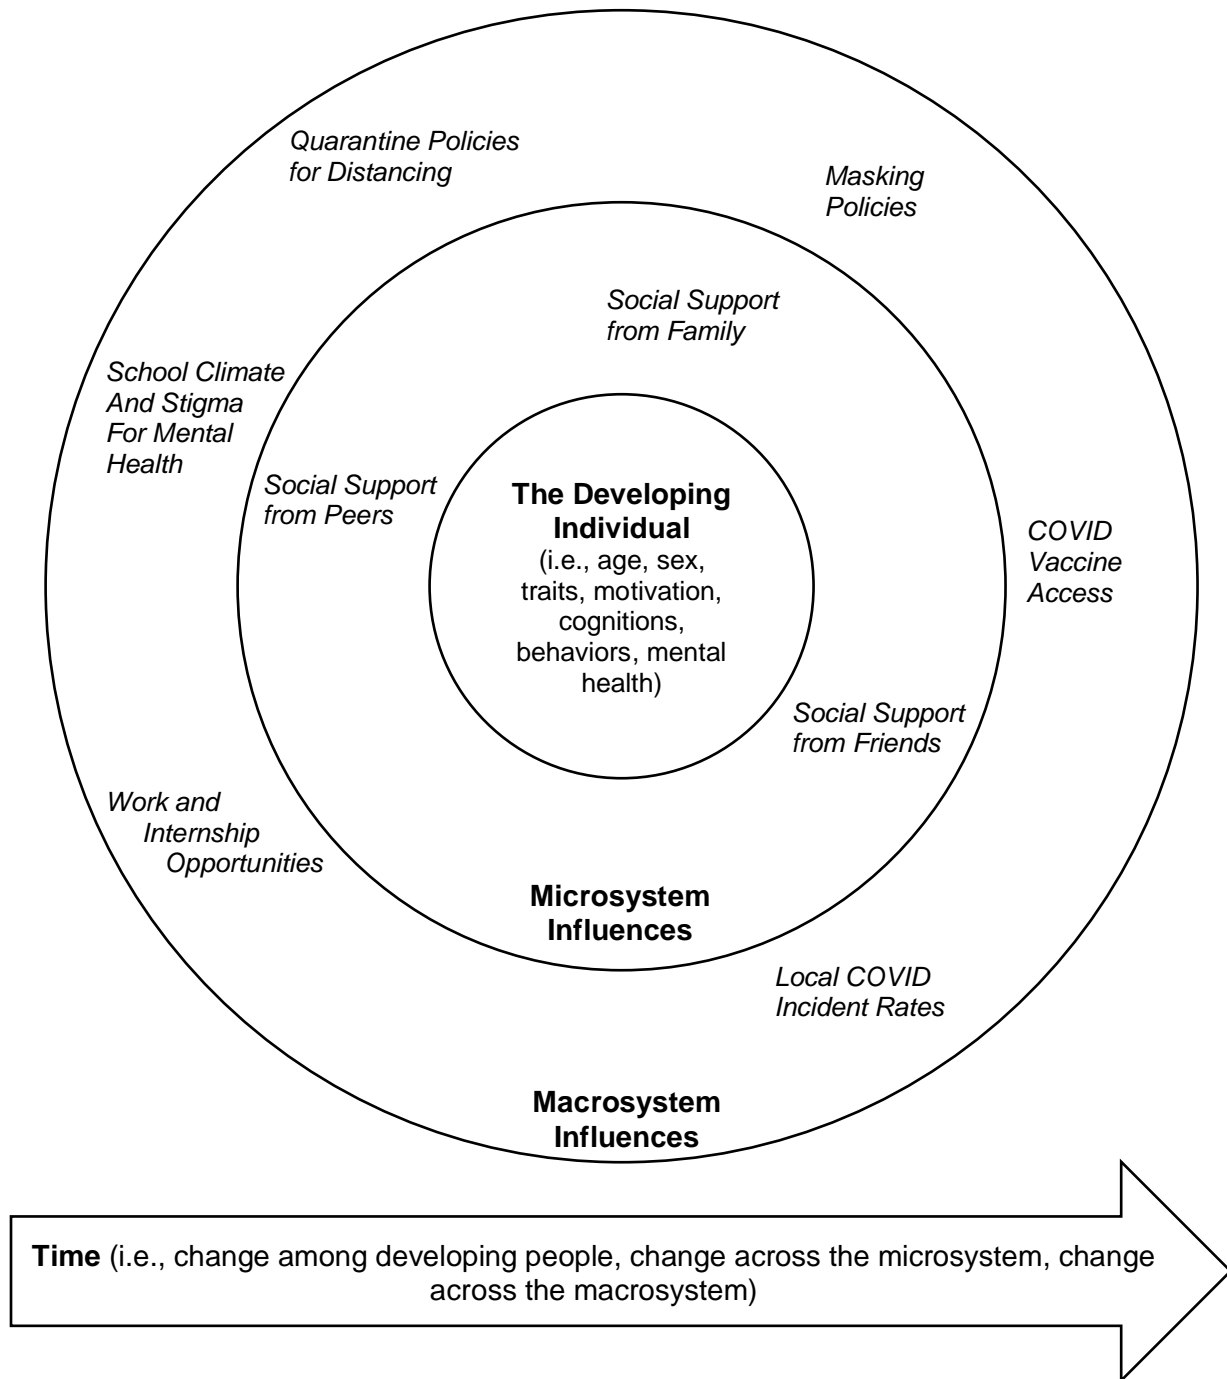 Quarantine Policies
for Distancing
Masking
Policies
Social Support
from Family
School Climate
And Stigma
For Mental
Health
Social Support
from Peers
The Developing
Individual
(i.e., age, sex,
traits, motivation,
cognitions,
behaviors, mental
health)
COVID
Vaccine
Access
Social Support
from Friends
Work and
Internship
Opportunities
Microsystem
Influences
Local COVID
Incident Rates
Macrosystem
Influences
Time (i.e., change among developing people, change across the microsystem, change
across the macrosystem)